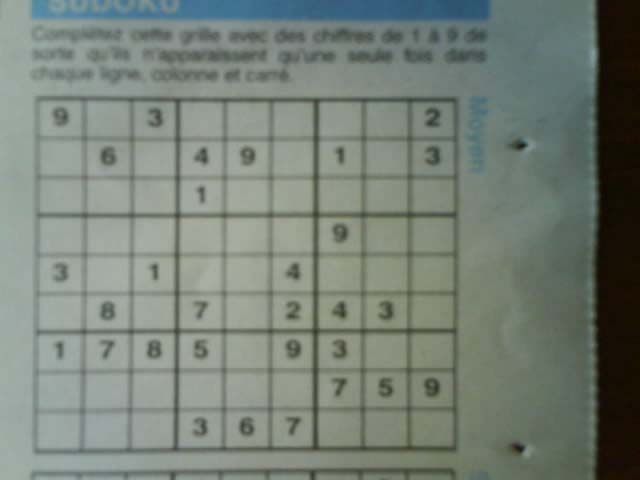 SUDOKU
Complétez cette grille avec des chiffres de 1 à 9 de
sorte qu'ils n'apparaissent qu'une seule fois dans
chaque ligne, colonne et carré.
Moyen
9 3 2
6 4 9 1 3
1
9
3 1 4
8 7 2 4 3
1 7 8 5 9 3
7 5 9
3 6 7